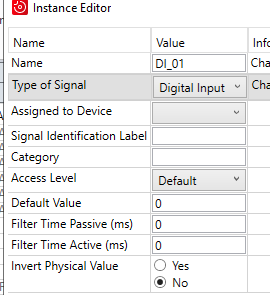 Instance Editor
Name Value Info
Name DI_01 Cha
Type of Signal Digital Input Cha
Assigned to Device
Signal Identification Label
Category
Access Level Default
Default Value 0
Filter Time Passive (ms) 0
Filter Time Active (ms) 0
Invert Physical Value Yes
No